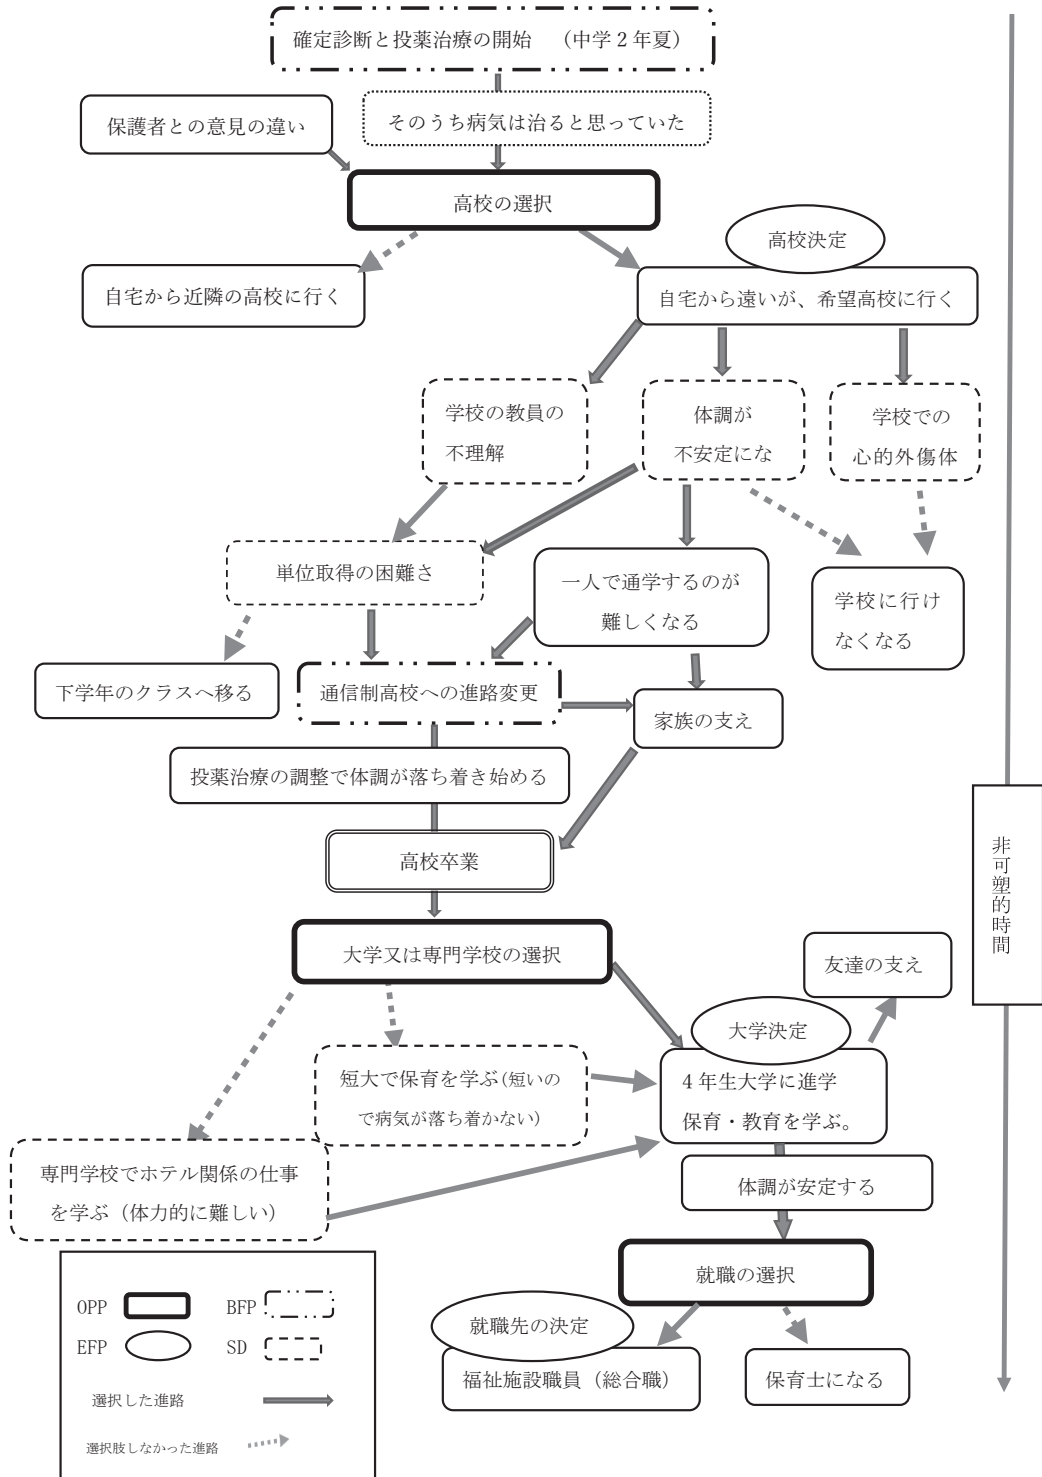 確定診断と投薬治療の開始　（中学２年夏）
保護者との意見の違い
そのうち病気は治ると思っていた
高校の選択
高校決定
自宅から近隣の高校に行く
自宅から遠いが、希望高校に行く
学校の教員の
不理解
体調が
不安定にな
学校での
心的外傷体
単位取得の困難さ
一人で通学するのが
難しくなる
学校に行け
なくなる
下学年のクラスへ移る
通信制高校への進路変更
家族の支え
投薬治療の調整で体調が落ち着き始める
高校卒業
非可塑的時間
大学又は専門学校の選択
友達の支え
大学決定
４年生大学に進学
保育・教育を学ぶ。
短大で保育を学ぶ（短いの
で病気が落ち着かない）
専門学校でホテル関係の仕事
を学ぶ（体力的に難しい）
体調が安定する
就職の選択
就職先の決定
福祉施設職員（総合職）
保育士になる
OPP
BFP
EFP
SD
選択した進路
選択肢しなかった進路